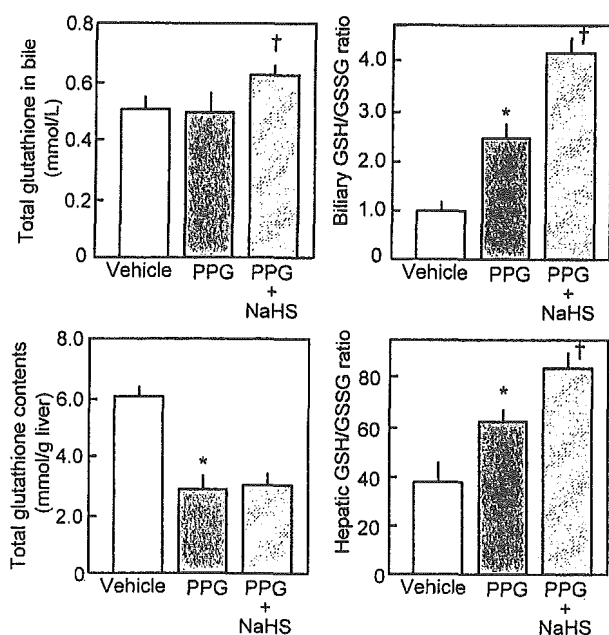 Total glutathione in bile
(mmol/L)
0.8
0.6
0.4
0.2
0
†
Vehicle
PPG
PPG
+
NaHS
Biliary GSH/GSSG ratio
4.0
3.0
2.0
1.0
0
*
†
Vehicle
PPG
PPG
+
NaHS
Total glutathione contents
(mmol/g liver)
8.0
6.0
3.0
2.0
0
*
Vehicle
PPG
PPG
+
NaHS
Hepatic GSH/GSSG ratio
80
60
40
20
0
*
†
Vehicle
PPG
PPG
+
NaHS